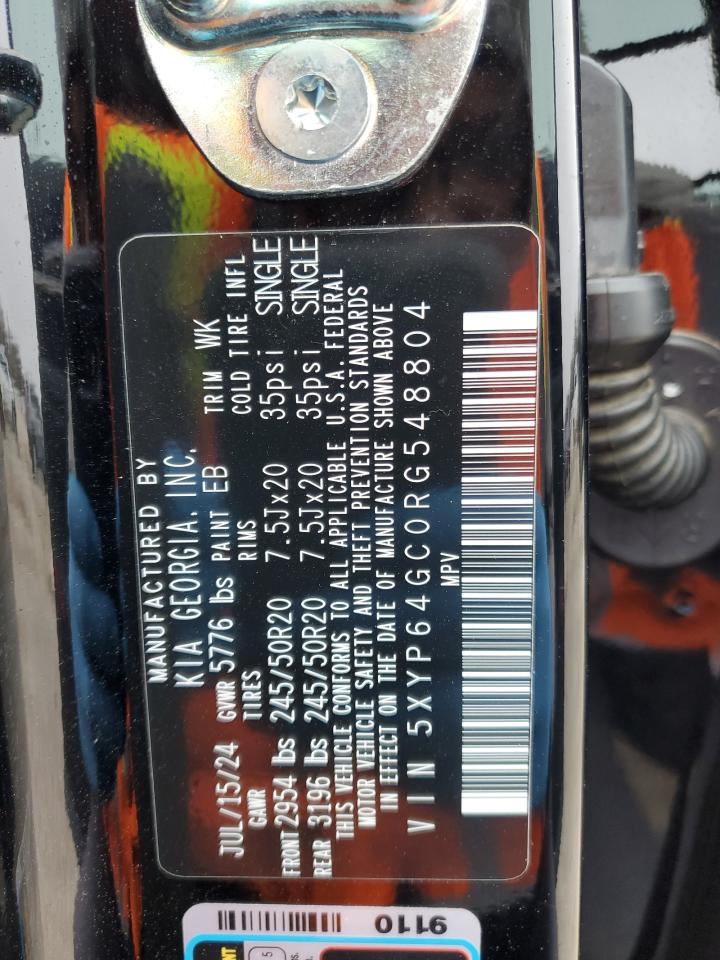 MANUFACTURED BY
KIA GEORGIA, INC.
JUL/15/24 GVWR 5776 lbs PAINT EB TRIM WK
GAWR TIRES RIMS COLD TIRE INFL
FRONT 2954 lbs 245/50R20 7.5Jx20 35psi SINGLE
REAR 3196 lbs 245/50R20 7.5Jx20 35psi SINGLE
THIS VEHICLE CONFORMS TO ALL APPLICABLE U.S.A. FEDERAL
MOTOR VEHICLE SAFETY AND THEFT PREVENTION STANDARDS
IN EFFECT ON THE DATE OF MANUFACTURE SHOWN ABOVE
VIN 5XYP64GC0RG548804
MPV
9110